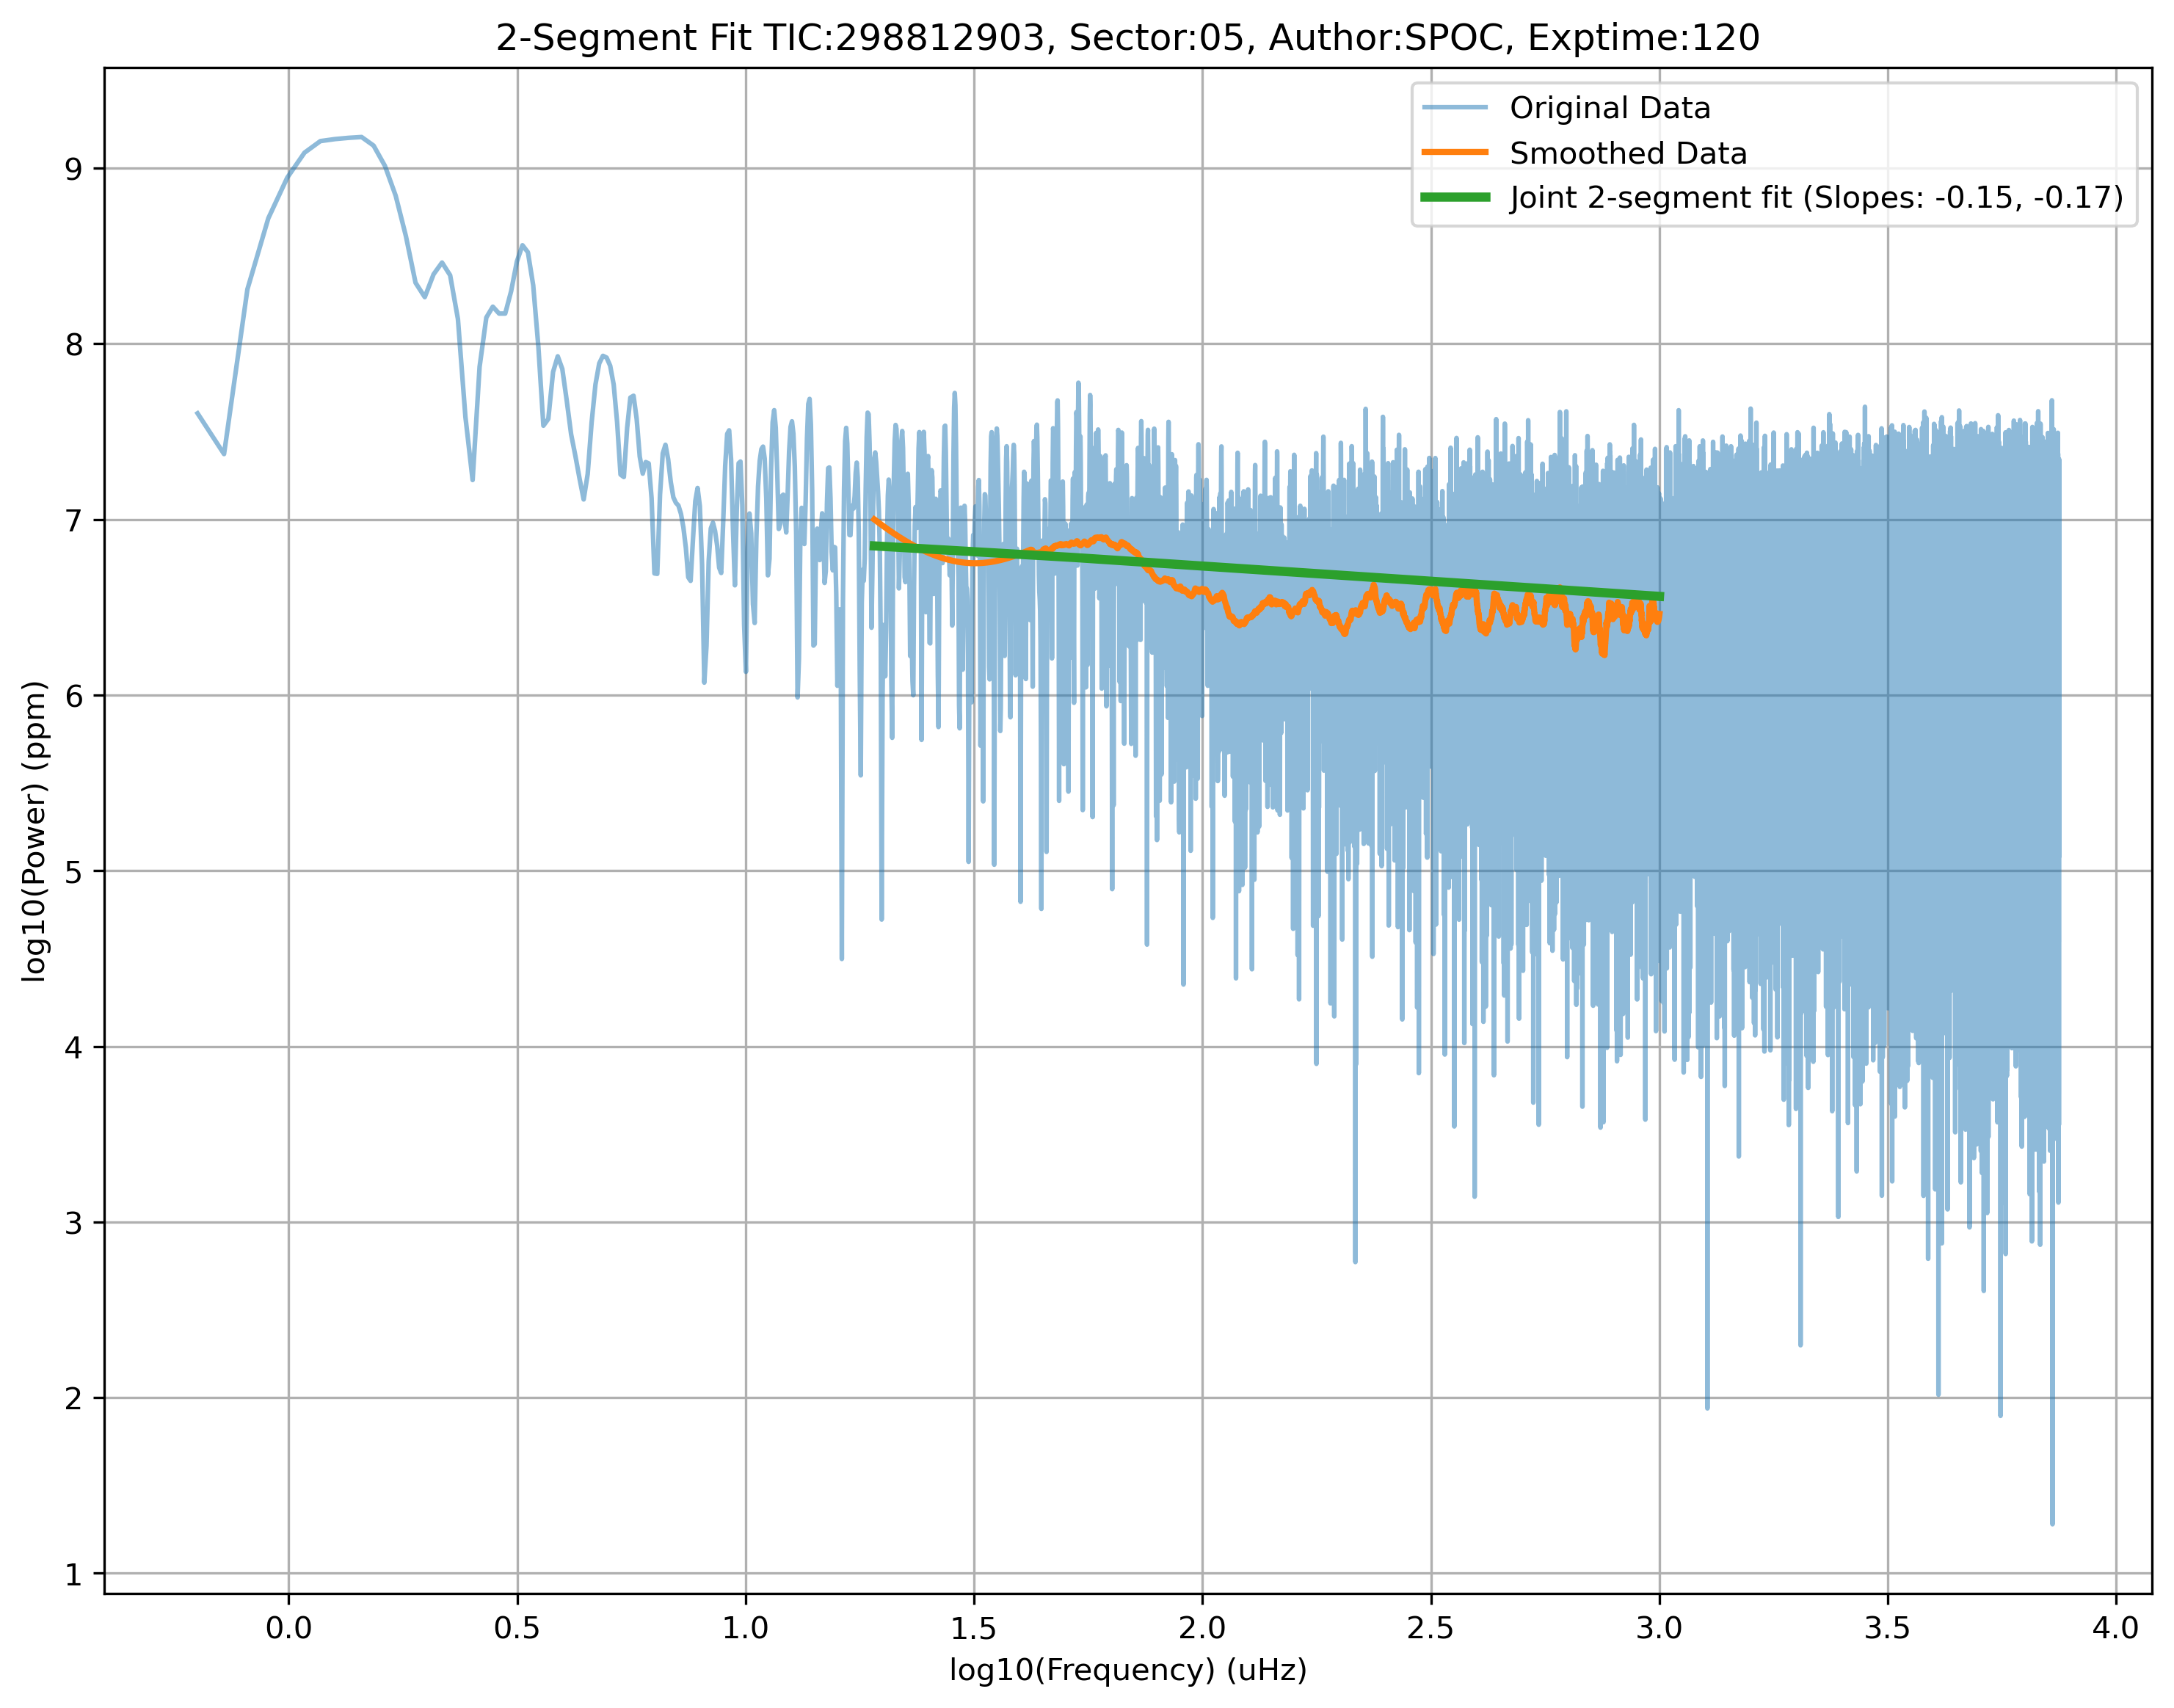 2-Segment Fit TIC:298812903, Sector:05, Author:SPOC, Exptime:120
Original Data
Smoothed Data
Joint 2-segment fit (Slopes: -0.15, -0.17)
9
8
7
6
5
4
3
2
1
log10(Power) (ppm)
0.0 0.5 1.0 1.5 2.0 2.5 3.0 3.5 4.0
log10(Frequency) (uHz)